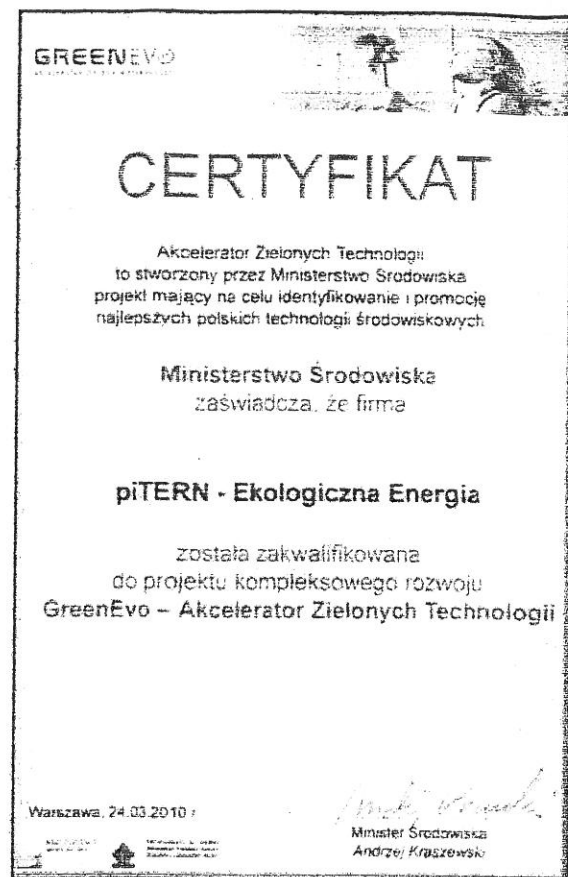 GREENEVO
CERTYFIKAT
Akcelerator Zielonych Technologii
to stworzony przez Ministerstwo Środowiska
projekt mający na celu identyfikowanie i promocję
najlepszych polskich technologii środowiskowych
Ministerstwo Środowiska
zaświadcza, że firma
piTERN - Ekologiczna Energia
została zakwalifikowana
do projektu kompleksowego rozwoju
GreenEvo – Akcelerator Zielonych Technologii
Warszawa, 24.03.2010 r
Minister Środowiska
Andrzej Kraszewski